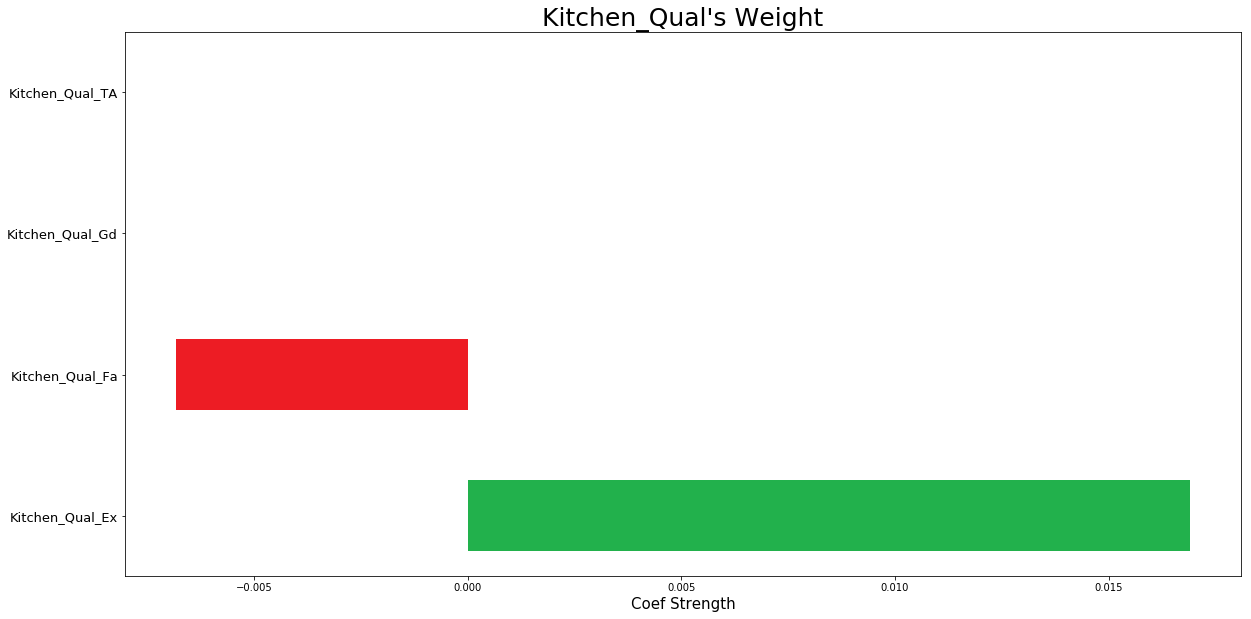 Kitchen_Qual's Weight
Kitchen_Qual_TA
Kitchen_Qual_Gd
Kitchen_Qual_Fa
Kitchen_Qual_Ex
−0.005 0.000 0.005 0.010 0.015
Coef Strength